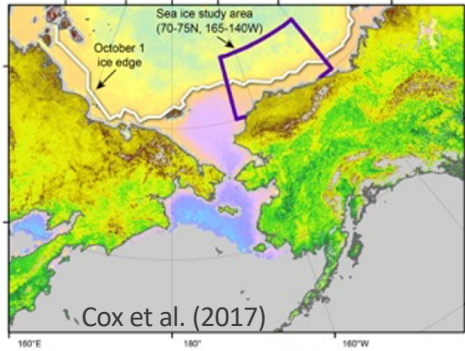 Sea ice study area
(70-75N, 165-140W)
October 1
ice edge
Cox et al. (2017)
160°E
180°
160°W